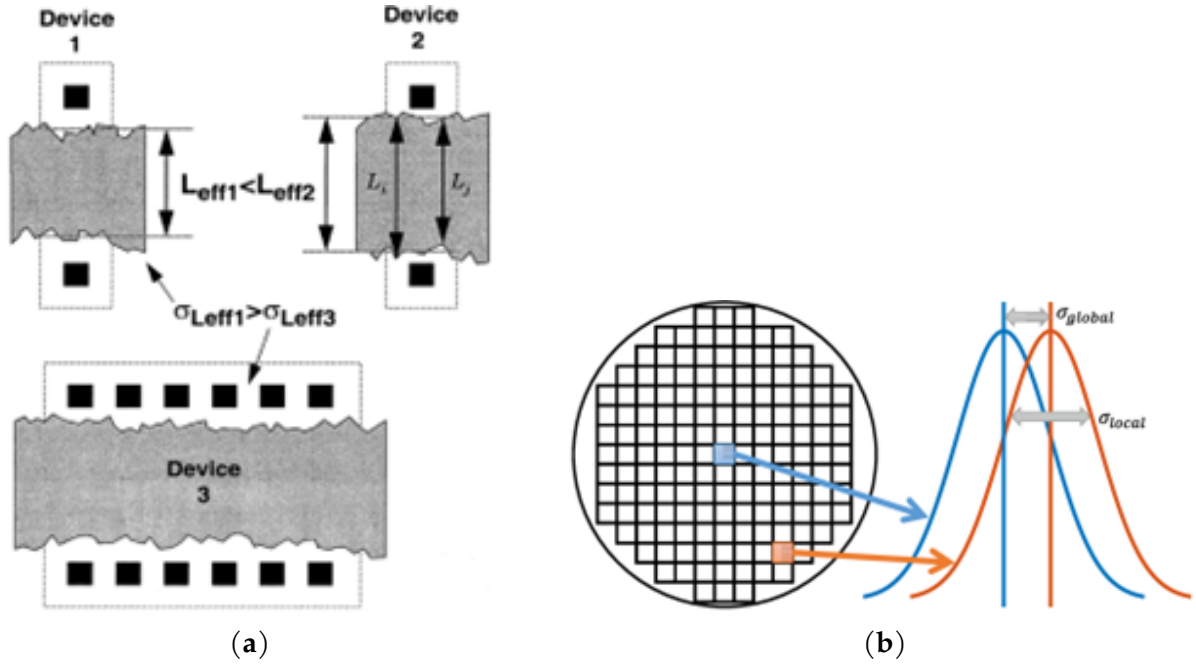 Device
1
Device
2
Leff1<Leff2
Li
Lj
σLeff1>σLeff3
Device
3
σglobal
σlocal
(a)
(b)